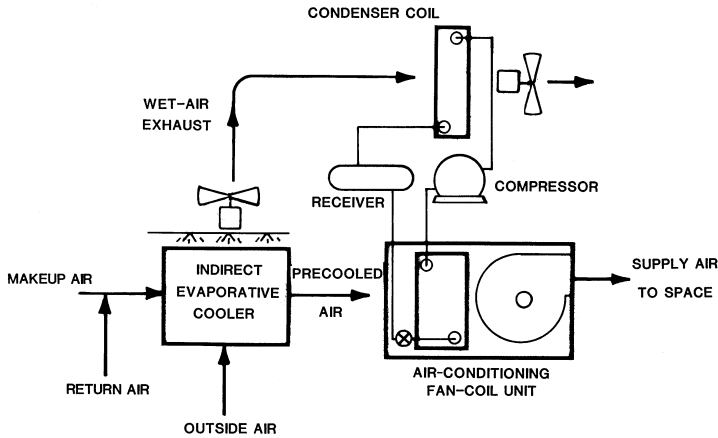 CONDENSER COIL
WET-AIR
EXHAUST
RECEIVER
COMPRESSOR
MAKEUP AIR
INDIRECT
EVAPORATIVE
COOLER
PRECOOLED
AIR
SUPPLY AIR
TO SPACE
RETURN AIR
OUTSIDE AIR
AIR-CONDITIONING
FAN-COIL UNIT